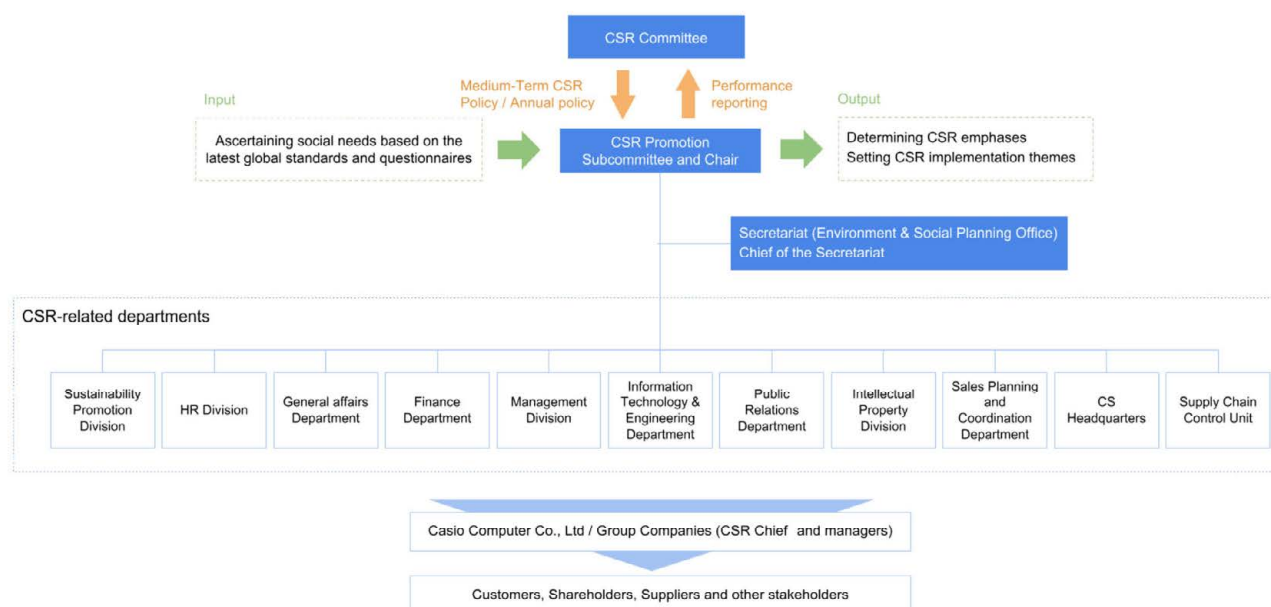 CSR Committee
Medium-Term CSR
Policy / Annual policy
Performance
reporting
Input
Output
Ascertaining social needs based on the
latest global standards and questionnaires
CSR Promotion
Subcommittee and Chair
Determining CSR emphases
Setting CSR implementation themes
Secretariat (Environment & Social Planning Office)
Chief of the Secretariat
CSR-related departments
Sustainability
Promotion
Division
HR Division
General affairs
Department
Finance
Department
Management
Division
Information
Technology &
Engineering
Department
Public
Relations
Department
Intellectual
Property
Division
Sales Planning
and
Coordination
Department
CS
Headquarters
Supply Chain
Control Unit
Casio Computer Co., Ltd / Group Companies (CSR Chief and managers)
Customers, Shareholders, Suppliers and other stakeholders